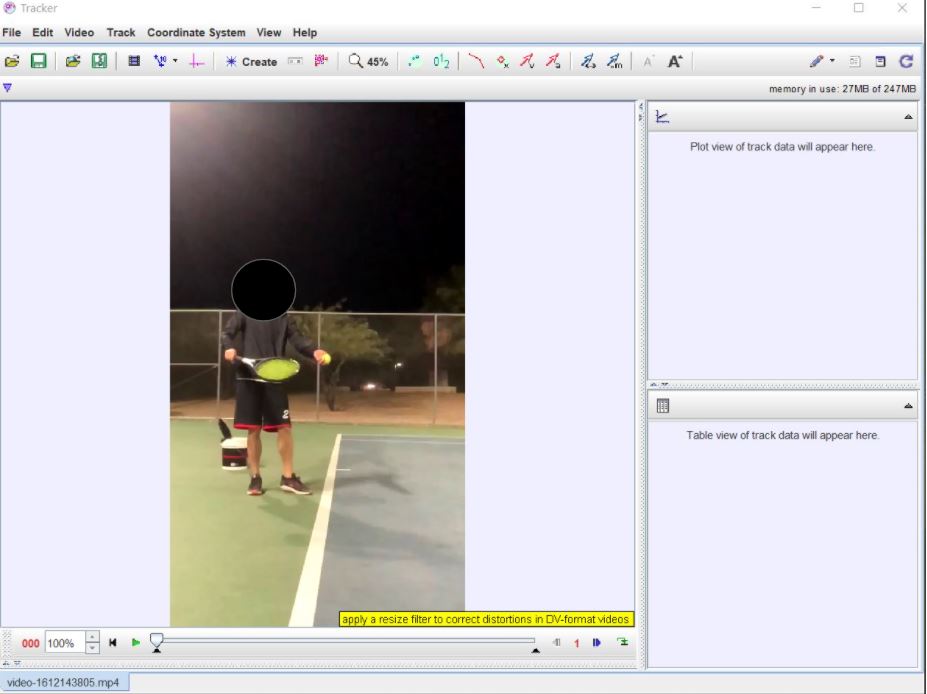 Tracker
File Edit Video Track Coordinate System View Help
Create 45%
memory in use: 27MB of 247MB
Plot view of track data will appear here.
Table view of track data will appear here.
2
apply a resize filter to correct distortions in DV-format videos
000 100% 1
video-1612143805.mp4